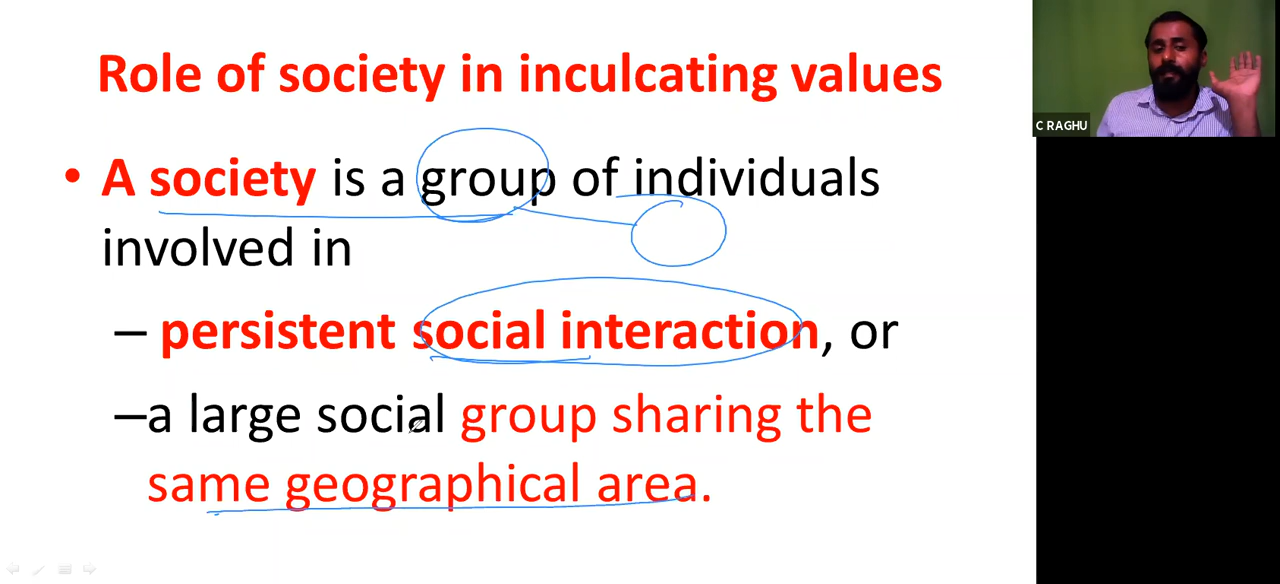 Role of society in inculcating values
• A society is a group of individuals
involved in
– persistent social interaction, or
–a large social group sharing the
same geographical area.
C RAGHU